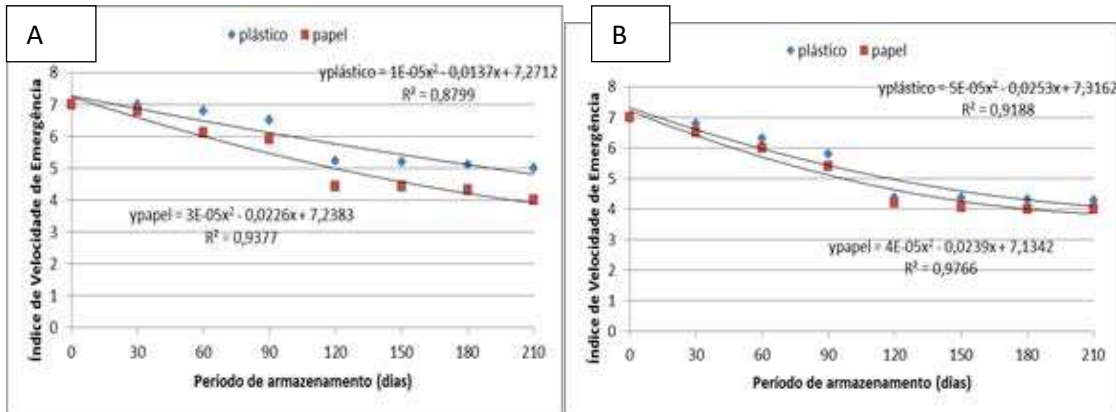 A
plástico papel
yplástico = 1E-05x² - 0,0137x + 7,2712
R² = 0,8799
ypapel = 3E-05x² - 0,0226x + 7,2383
R² = 0,9377
Índice de Velocidade de Emergência
8
7
6
5
4
3
2
1
0
0 30 60 90 120 150 180 210
Período de armazenamento (dias)
B
plástico papel
yplástico = 5E-05x² - 0,0253x + 7,3162
R² = 0,9188
ypapel = 4E-05x² - 0,0239x + 7,1342
R² = 0,9766
Índice de Velocidade de Emergência
8
7
6
5
4
3
2
1
0
0 30 60 90 120 150 180 210
Período de armazenamento (dias)